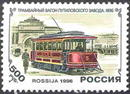 ТРАМВАЙНЫЙ ВАГОН ПУТИЛОВСКОГО ЗАВОДА. 1896
500
ROSSIJA 1996 РОССИЯ